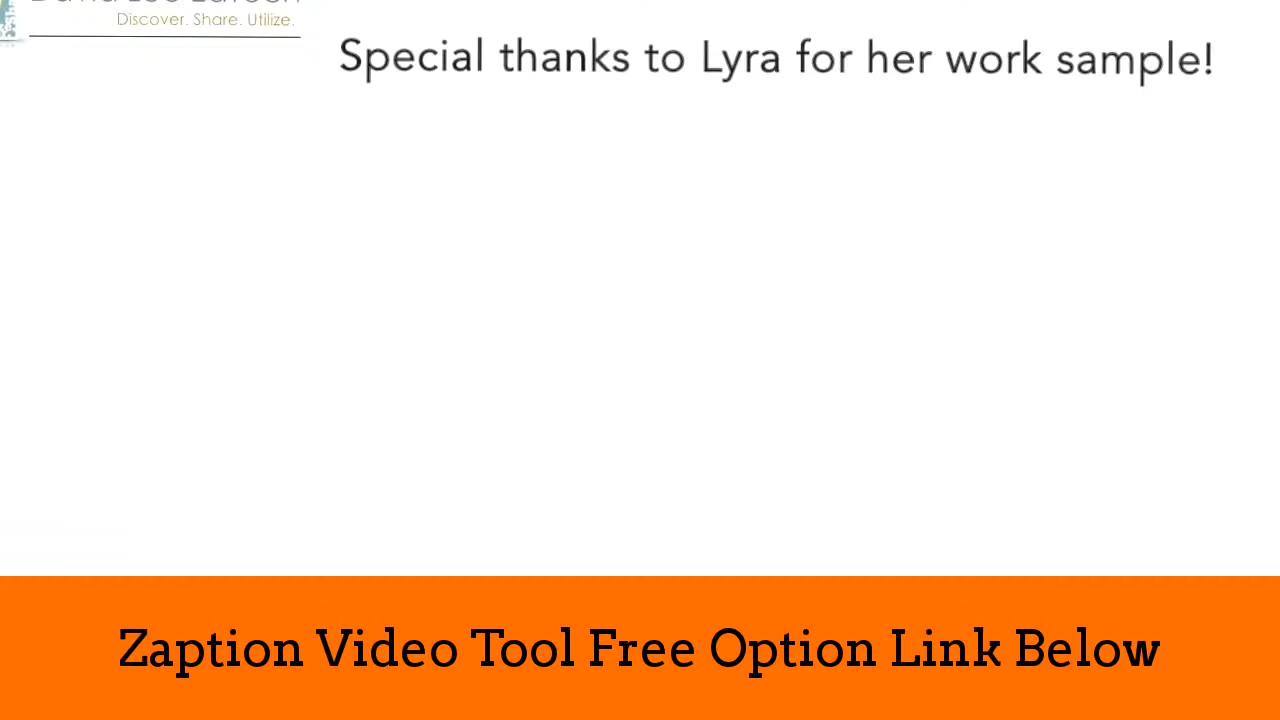 Discover. Share. Utilize.
Special thanks to Lyra for her work sample!
Zaption Video Tool Free Option Link Below